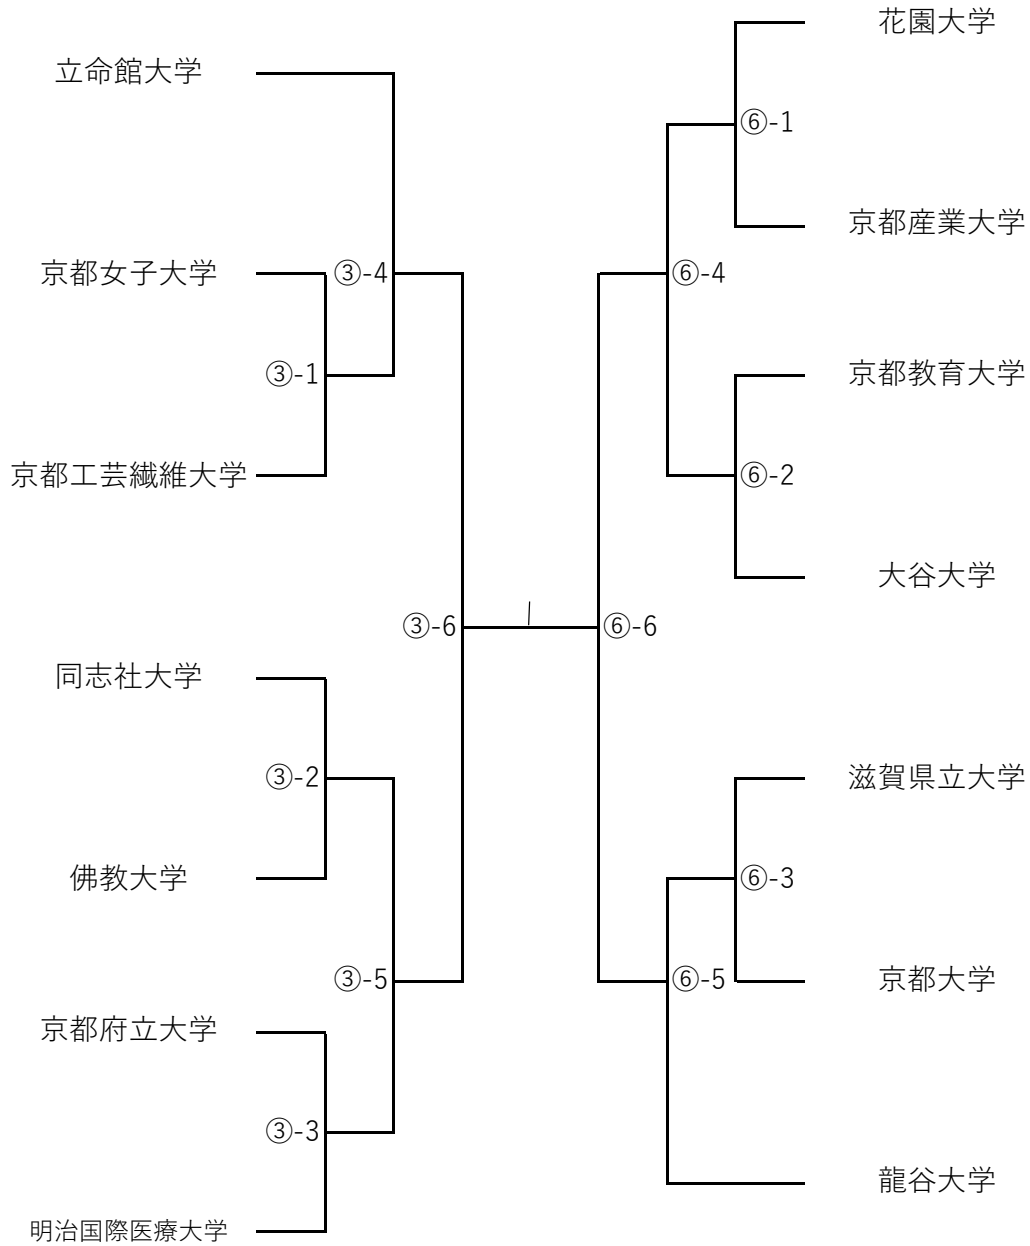 花園大学
立命館大学
⑥-1
京都産業大学
京都女子大学
③-4
⑥-4
③-1
京都教育大学
京都工芸繊維大学
⑥-2
大谷大学
③-6
⑥-6
同志社大学
③-2
滋賀県立大学
佛教大学
⑥-3
③-5
⑥-5
京都大学
京都府立大学
③-3
龍谷大学
明治国際医療大学